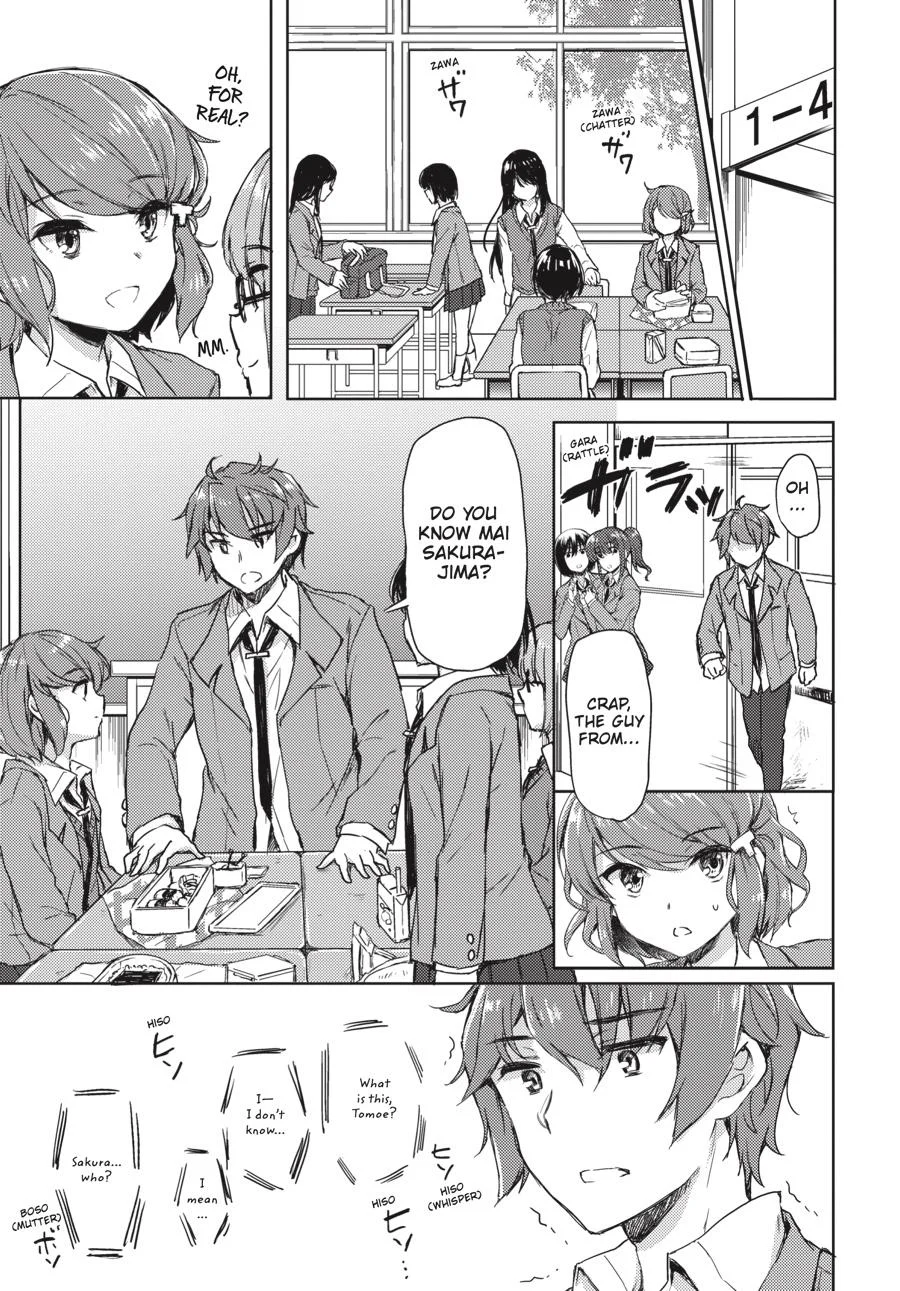 1-4
ZAWA
(CHATTER)
ザワ
ZAWA
ザワ
OH,
FOR
REAL?
MM.
OH
...
GARA
(RATTLE)
ガラッ
CRAP,
THE GUY
FROM...
DO YOU
KNOW MAI
SAKURA-
JIMA?
HISO
(WHISPER)
ヒソ
What
is this,
Tomoe?
HISO
ヒソ
...
I—
I don't
know...
I
mean
...
HISO
ヒソ
Sakura...
who?
BOSO
(MUTTER)
ボソ